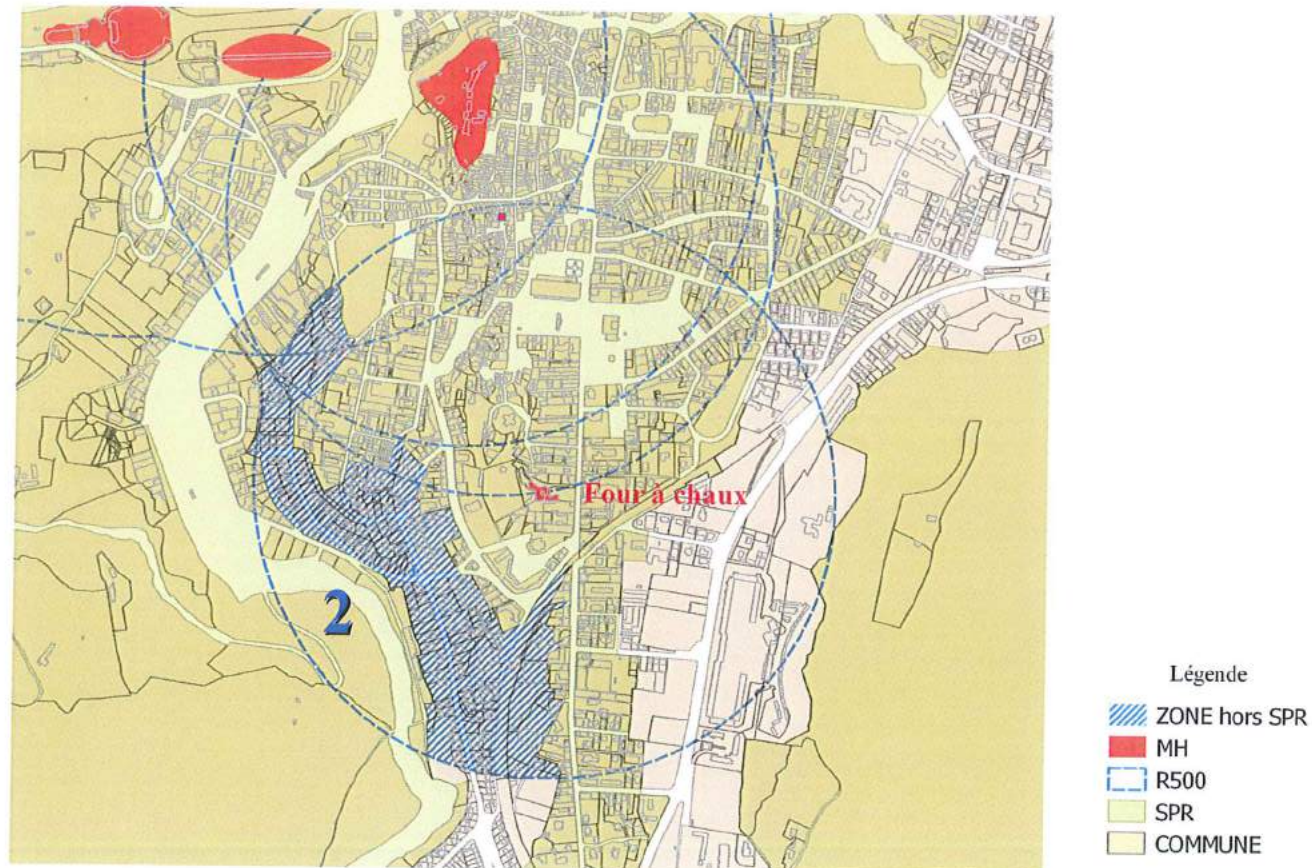 Four à chaux
2
Légende
ZONE hors SPR
MH
R500
SPR
COMMUNE